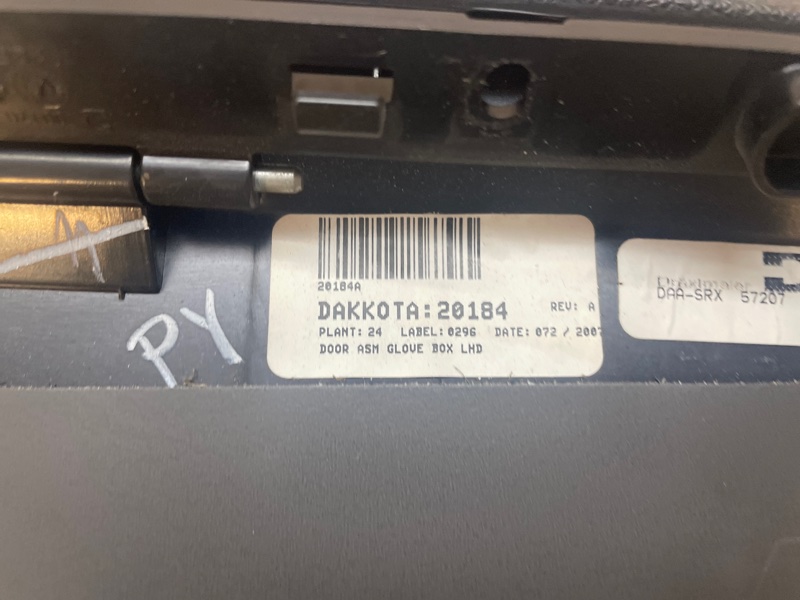 20184A
DAKKOTA:20184 REV: A
PLANT: 24 LABEL:0296 DATE: 072 / 2007
DOOR ASM GLOVE BOX LHD
Dräxlmaier
DAA-SRX 57207
PY